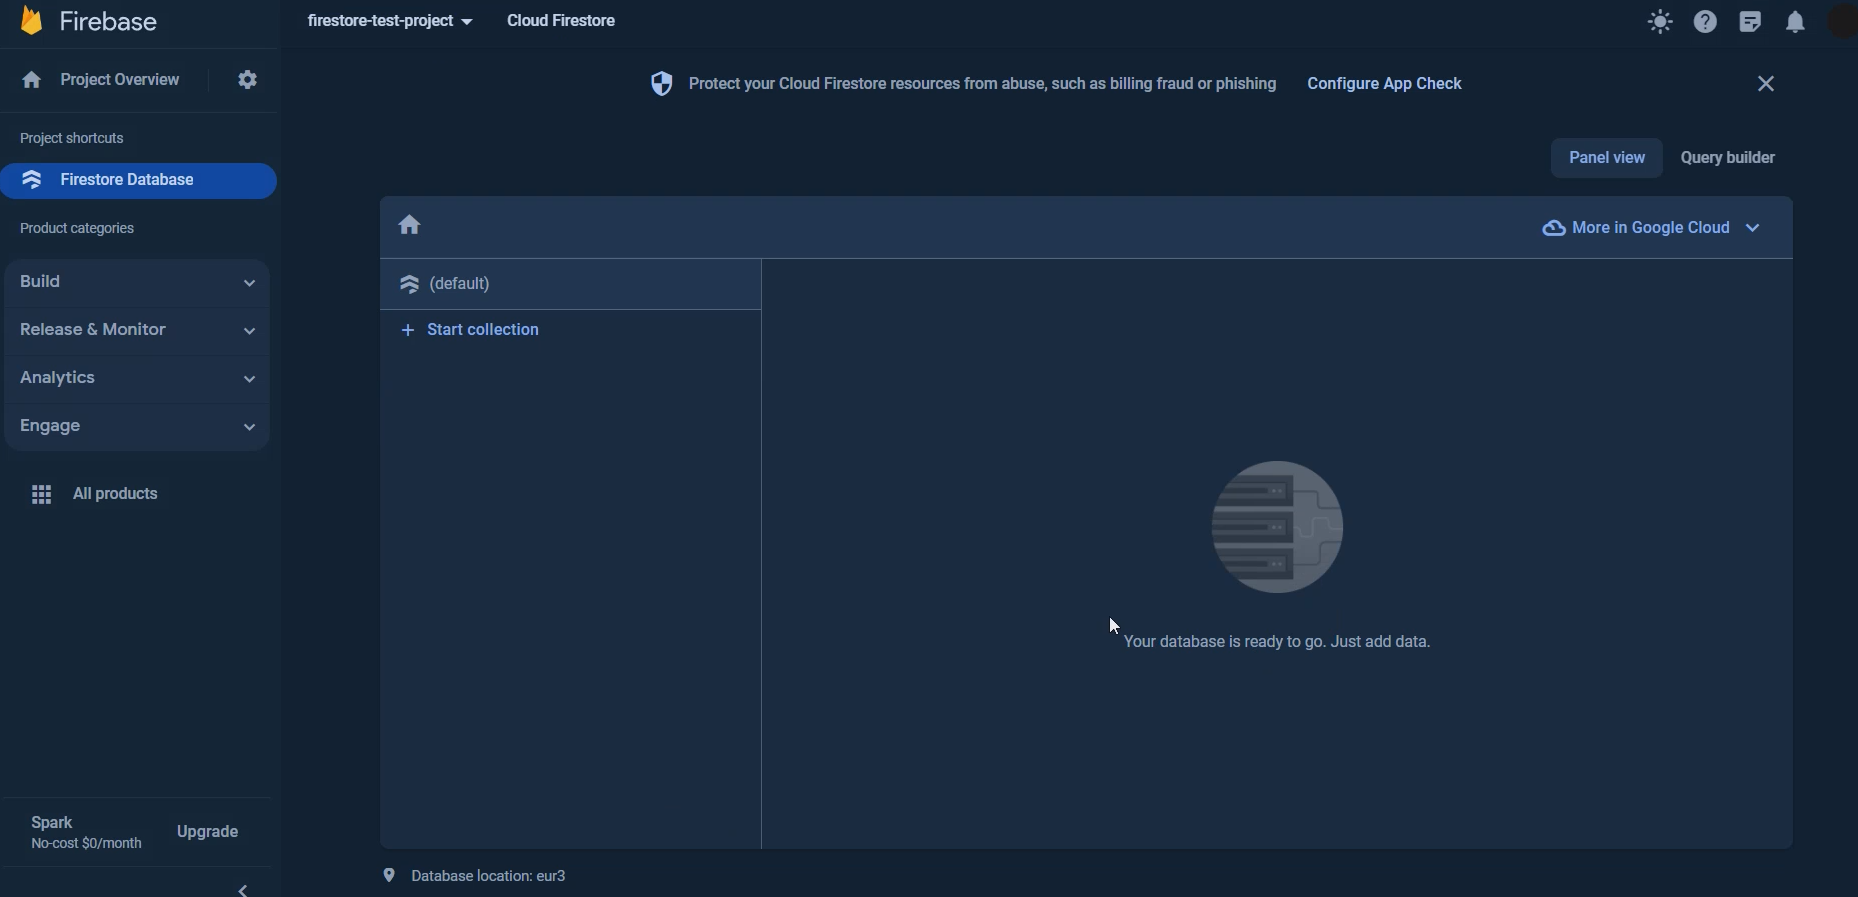 Firebase
firestore-test-project
Cloud Firestore
Project Overview
Protect your Cloud Firestore resources from abuse, such as billing fraud or phishing
Configure App Check
Project shortcuts
Firestore Database
Panel view
Query builder
Product categories
More in Google Cloud
Build
(default)
Release & Monitor
Start collection
Analytics
Engage
All products
Your database is ready to go. Just add data.
Spark
No-cost $0/month
Upgrade
Database location: eur3